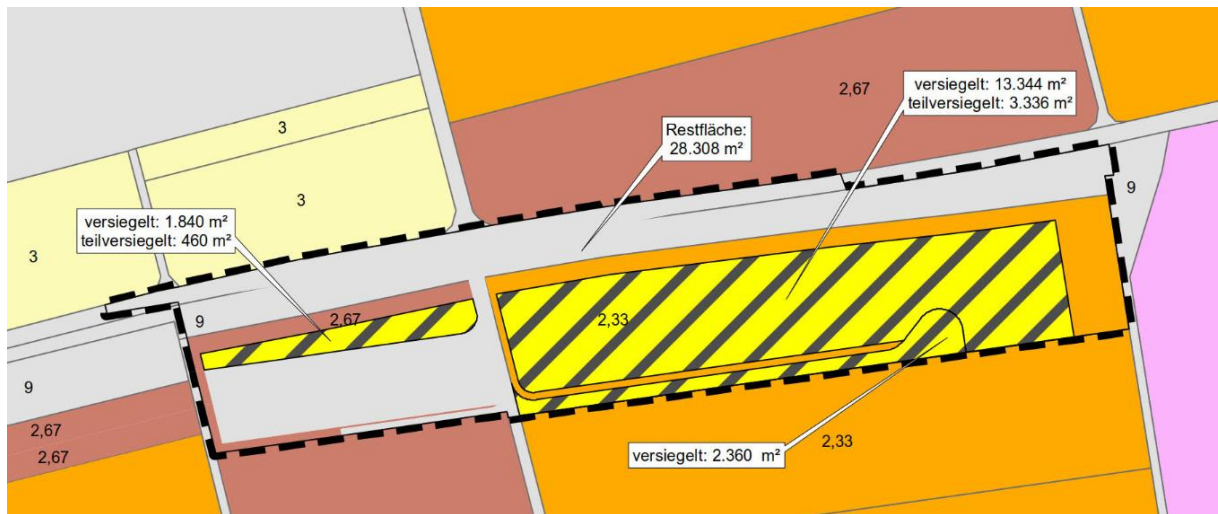 versiegelt: 13.344 m²
teilversiegelt: 3.336 m²
2,67
Restfläche:
28.308 m²
3
3
9
versiegelt: 1.840 m²
teilversiegelt: 460 m²
3
9
2,67
2,33
9
2,67
2,67
2,33
versiegelt: 2.360 m²